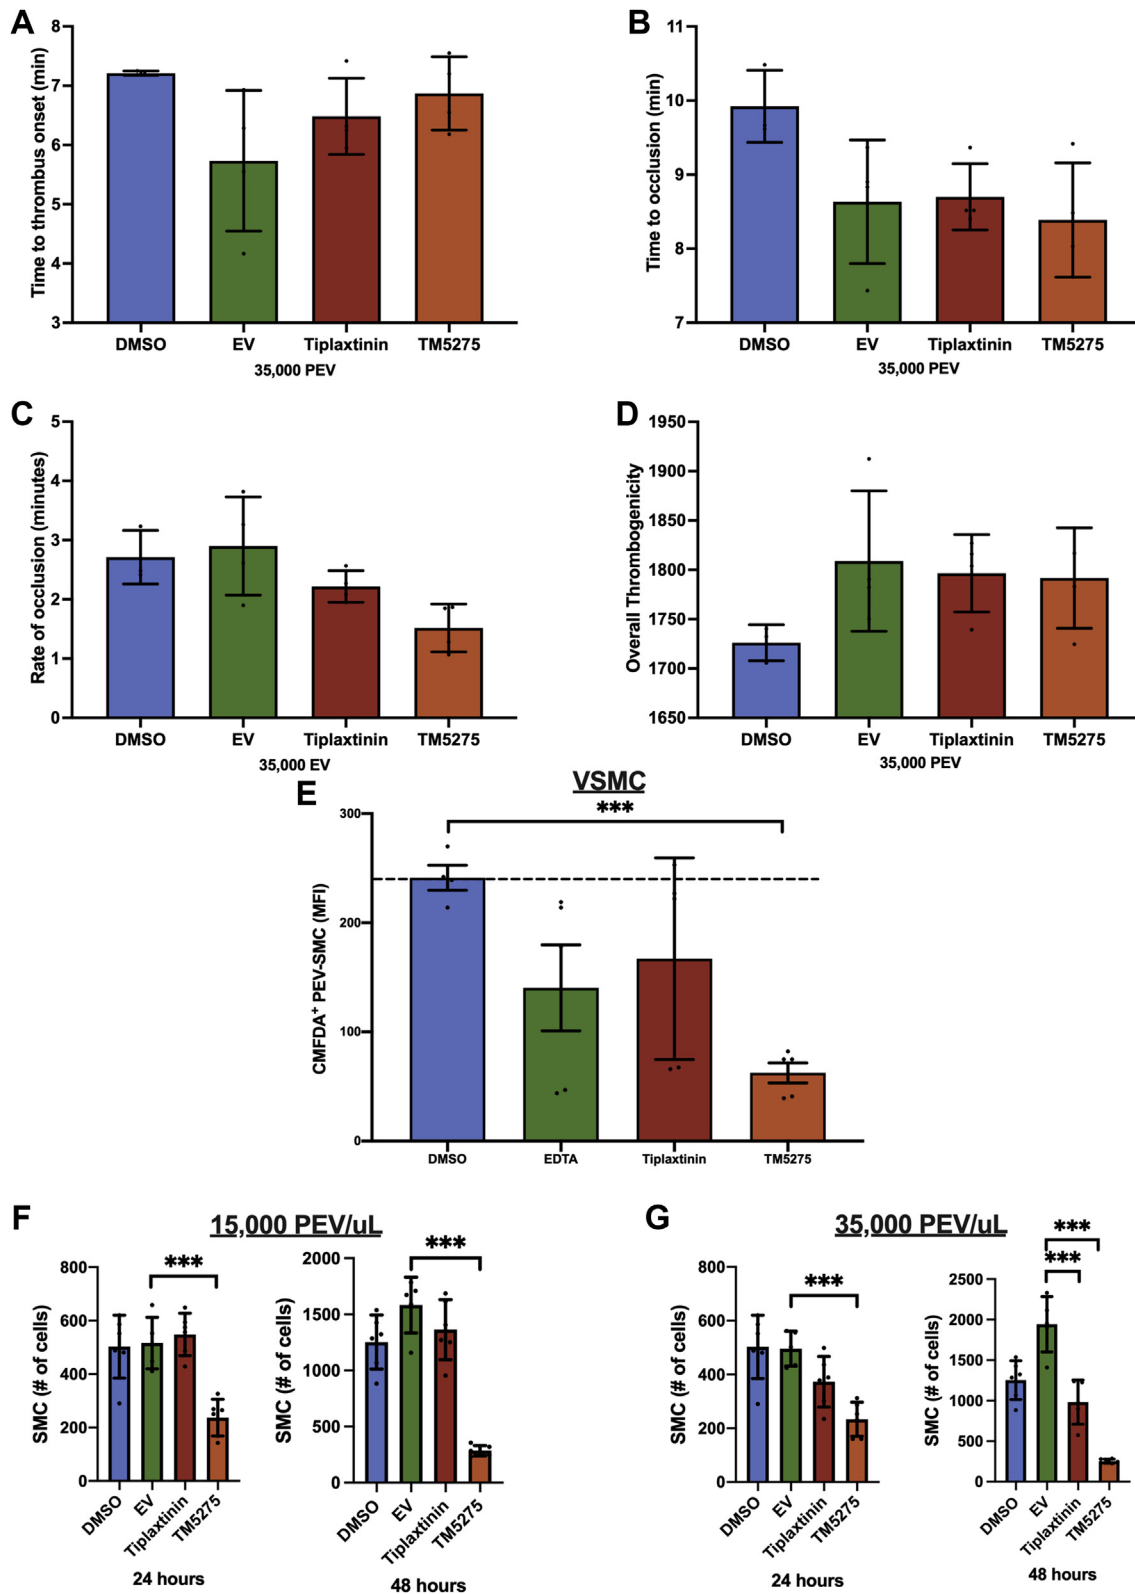 A
Time to thrombus onset (min)
8
7
6
5
4
3
DMSO
EV
Tiplaxtinin
TM5275
35,000 PEV
B
Time to occlusion (min)
11
10
9
8
7
DMSO
EV
Tiplaxtinin
TM5275
35,000 PEV
C
Rate of occlusion (minutes)
5
4
3
2
1
0
DMSO
EV
Tiplaxtinin
TM5275
35,000 EV
D
Overall Thrombogenicity
1950
1900
1850
1800
1750
1700
1650
DMSO
EV
Tiplaxtinin
TM5275
35,000 PEV
E
VSMC
***
CMFDA⁺ PEV-SMC (MFI)
300
200
100
0
DMSO
EDTA
Tiplaxtinin
TM5275
F
15,000 PEV/uL
SMC (# of cells)
800
600
400
200
0
***
DMSO
EV
Tiplaxtinin
TM5275
24 hours
SMC (# of cells)
2000
1500
1000
500
0
***
DMSO
EV
Tiplaxtinin
TM5275
48 hours
G
35,000 PEV/uL
SMC (# of cells)
800
600
400
200
0
***
DMSO
EV
Tiplaxtinin
TM5275
24 hours
SMC (# of cells)
2500
2000
1500
1000
500
0
***
***
DMSO
EV
Tiplaxtinin
TM5275
48 hours